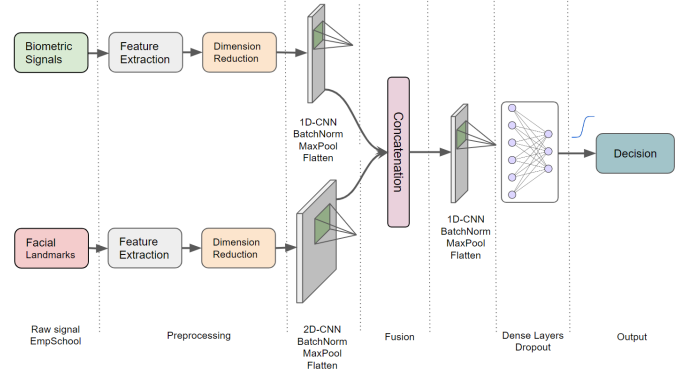 Biometric
Signals
Feature
Extraction
Dimension
Reduction
1D-CNN
BatchNorm
MaxPool
Flatten
Concatenation
1D-CNN
BatchNorm
MaxPool
Flatten
Decision
Facial
Landmarks
Feature
Extraction
Dimension
Reduction
2D-CNN
BatchNorm
MaxPool
Flatten
Raw signal
EmpSchool
Preprocessing
Fusion
Dense Layers
Dropout
Output